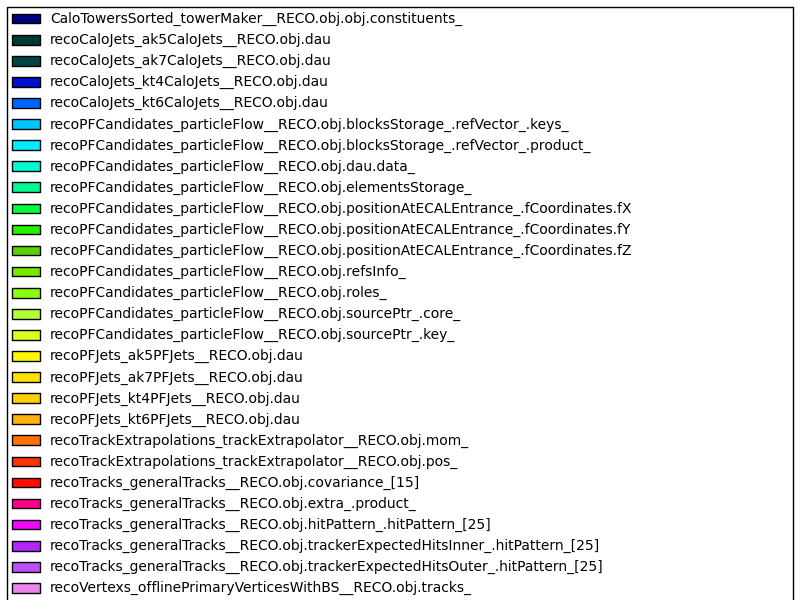 CaloTowersSorted_towerMaker__RECO.obj.obj.constituents_
recoCaloJets_ak5CaloJets__RECO.obj.dau
recoCaloJets_ak7CaloJets__RECO.obj.dau
recoCaloJets_kt4CaloJets__RECO.obj.dau
recoCaloJets_kt6CaloJets__RECO.obj.dau
recoPFCandidates_particleFlow__RECO.obj.blocksStorage_.refVector_.keys_
recoPFCandidates_particleFlow__RECO.obj.blocksStorage_.refVector_.product_
recoPFCandidates_particleFlow__RECO.obj.dau.data_
recoPFCandidates_particleFlow__RECO.obj.elementsStorage_
recoPFCandidates_particleFlow__RECO.obj.positionAtECALEntrance_.fCoordinates.fX
recoPFCandidates_particleFlow__RECO.obj.positionAtECALEntrance_.fCoordinates.fY
recoPFCandidates_particleFlow__RECO.obj.positionAtECALEntrance_.fCoordinates.fZ
recoPFCandidates_particleFlow__RECO.obj.refsInfo_
recoPFCandidates_particleFlow__RECO.obj.roles_
recoPFCandidates_particleFlow__RECO.obj.sourcePtr_.core_
recoPFCandidates_particleFlow__RECO.obj.sourcePtr_.key_
recoPFJets_ak5PFJets__RECO.obj.dau
recoPFJets_ak7PFJets__RECO.obj.dau
recoPFJets_kt4PFJets__RECO.obj.dau
recoPFJets_kt6PFJets__RECO.obj.dau
recoTrackExtrapolations_trackExtrapolator__RECO.obj.mom_
recoTrackExtrapolations_trackExtrapolator__RECO.obj.pos_
recoTracks_generalTracks__RECO.obj.covariance_[15]
recoTracks_generalTracks__RECO.obj.extra_.product_
recoTracks_generalTracks__RECO.obj.hitPattern_.hitPattern_[25]
recoTracks_generalTracks__RECO.obj.trackerExpectedHitsInner_.hitPattern_[25]
recoTracks_generalTracks__RECO.obj.trackerExpectedHitsOuter_.hitPattern_[25]
recoVertexs_offlinePrimaryVerticesWithBS__RECO.obj.tracks_